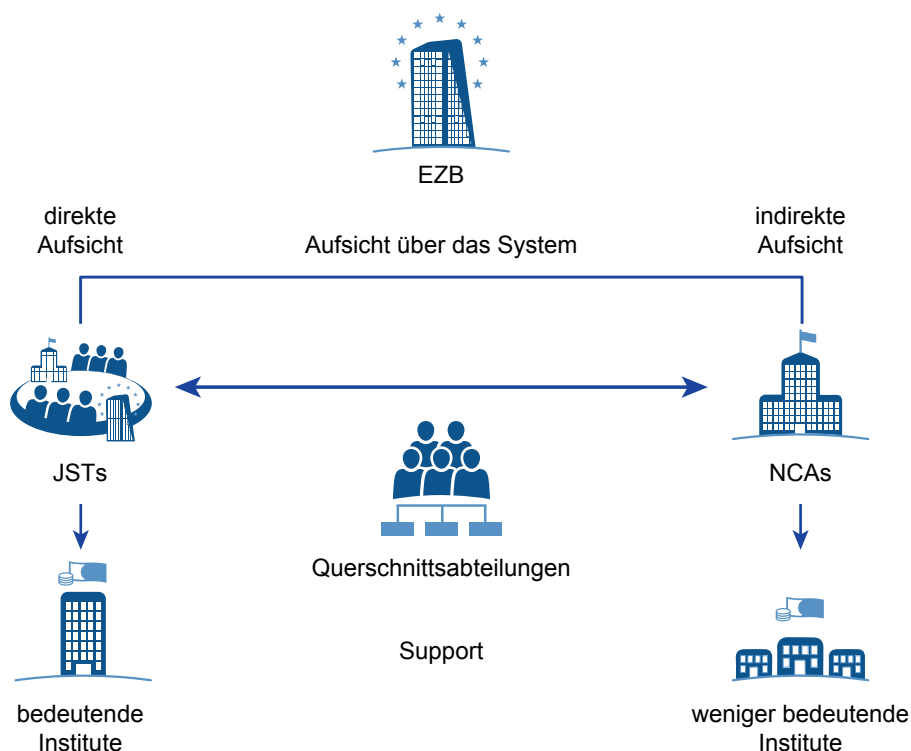 EZB
direkte
Aufsicht
Aufsicht über das System
indirekte
Aufsicht
JSTs
NCAs
Querschnittsabteilungen
Support
bedeutende
Institute
weniger bedeutende
Institute